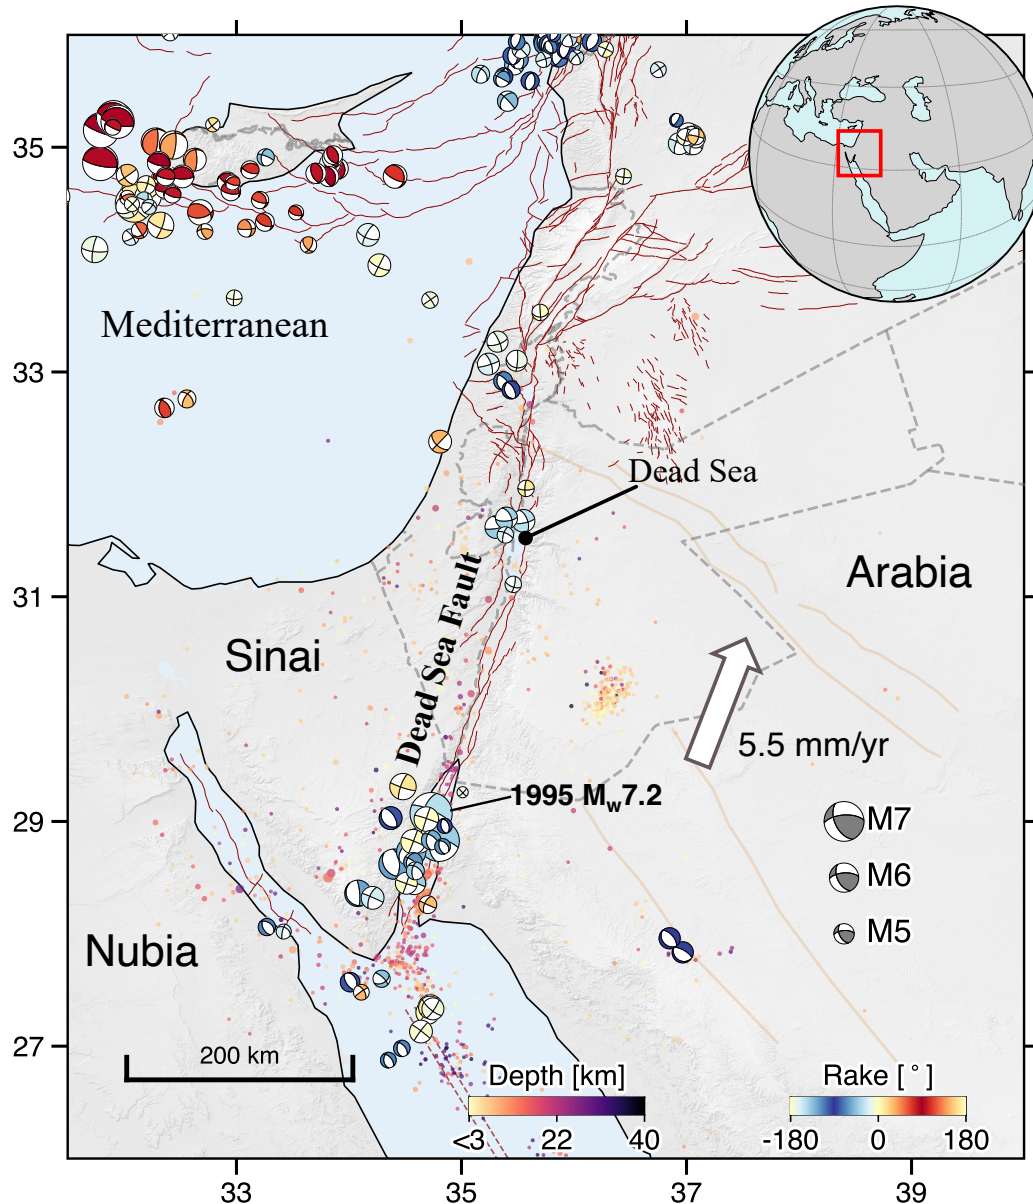 35
33
31
29
27
33
35
37
39
Mediterranean
Dead Sea
Arabia
Sinai
Dead Sea Fault
5.5 mm/yr
1995 Mw7.2
M7
M6
M5
Nubia
200 km
Depth [km]
<3 22 40
Rake [ ° ]
-180 0 180